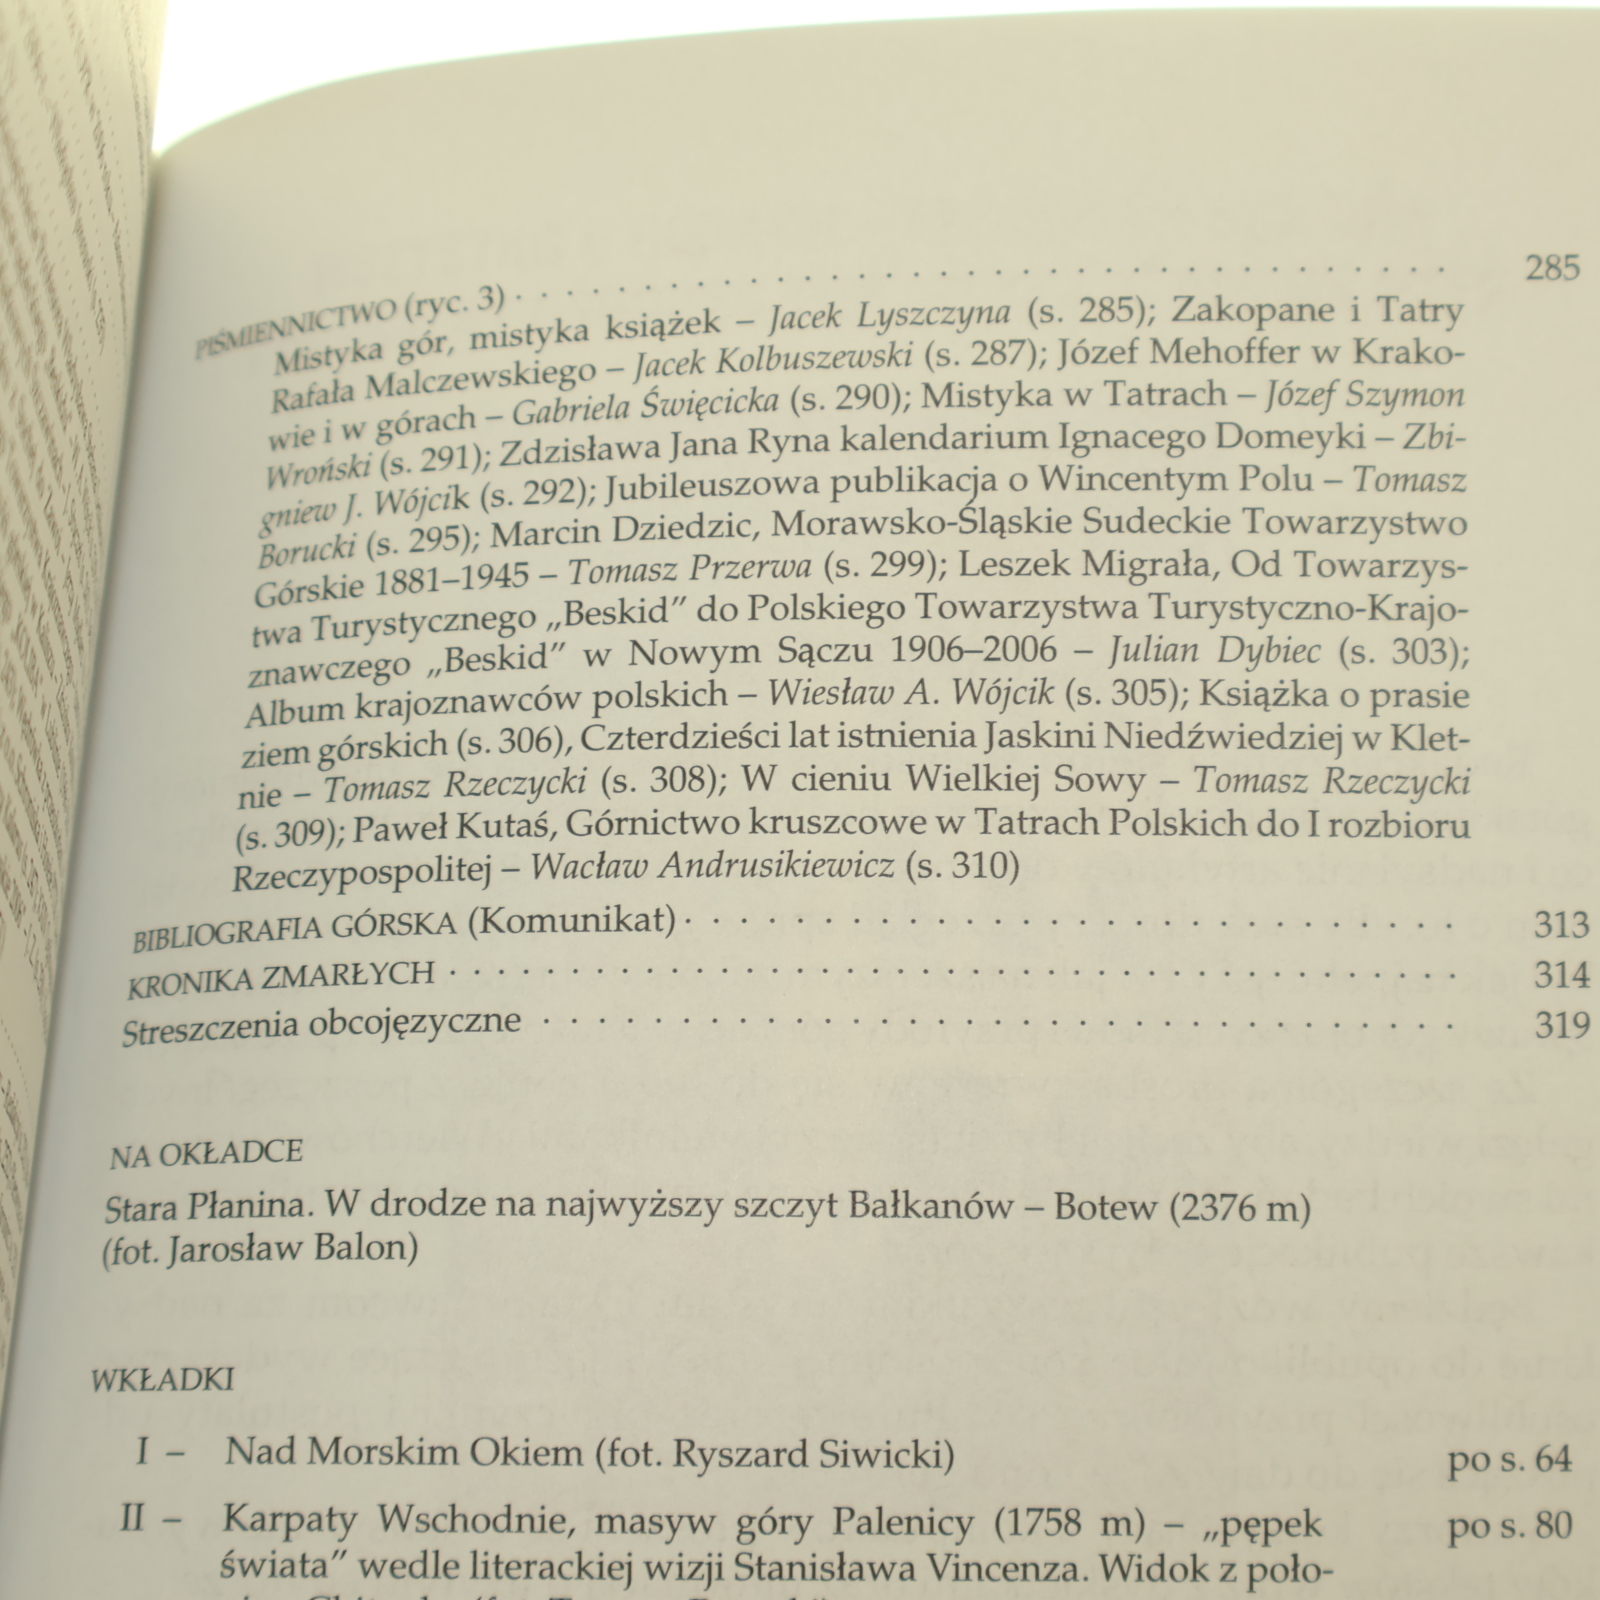 PIŚMIENNICTWO (ryc. 3) . . . . . . . . . . . . . . . . . . . . . . . . . . . . 285
Mistyka gór, mistyka książek – Jacek Lyszczyna (s. 285); Zakopane i Tatry
Rafała Malczewskiego – Jacek Kolbuszewski (s. 287); Józef Mehoffer w Krako-
wie i w górach – Gabriela Święcicka (s. 290); Mistyka w Tatrach – Józef Szymon
Wroński (s. 291); Zdzisława Jana Ryna kalendarium Ignacego Domeyki – Zbi-
gniew J. Wójcik (s. 292); Jubileuszowa publikacja o Wincentym Polu – Tomasz
Borucki (s. 295); Marcin Dziedzic, Morawsko-Śląskie Sudeckie Towarzystwo
Górskie 1881–1945 – Tomasz Przerwa (s. 299); Leszek Migrała, Od Towarzys-
twa Turystycznego „Beskid” do Polskiego Towarzystwa Turystyczno-Krajo-
znawczego „Beskid” w Nowym Sączu 1906–2006 – Julian Dybiec (s. 303);
Album krajoznawców polskich – Wiesław A. Wójcik (s. 305); Książka o prasie
ziem górskich (s. 306), Czterdzieści lat istnienia Jaskini Niedźwiedziej w Klet-
nie – Tomasz Rzeczycki (s. 308); W cieniu Wielkiej Sowy – Tomasz Rzeczycki
(s. 309); Paweł Kutaś, Górnictwo kruszcowe w Tatrach Polskich do I rozbioru
Rzeczypospolitej – Wacław Andrusikiewicz (s. 310)
BIBLIOGRAFIA GÓRSKA (Komunikat) . . . . . . . . . . . . . . . . . . . . . 313
KRONIKA ZMARŁYCH . . . . . . . . . . . . . . . . . . . . . . . . . . . . . 314
Streszczenia obcojęzyczne . . . . . . . . . . . . . . . . . . . . . . . . . . 319
NA OKŁADCE
Stara Płanina. W drodze na najwyższy szczyt Bałkanów – Botew (2376 m)
(fot. Jarosław Balon)
WKŁADKI
I – Nad Morskim Okiem (fot. Ryszard Siwicki) po s. 64
II – Karpaty Wschodnie, masyw góry Palenicy (1758 m) – „pępek po s. 80
świata” wedle literackiej wizji Stanisława Vincenza. Widok z poło-